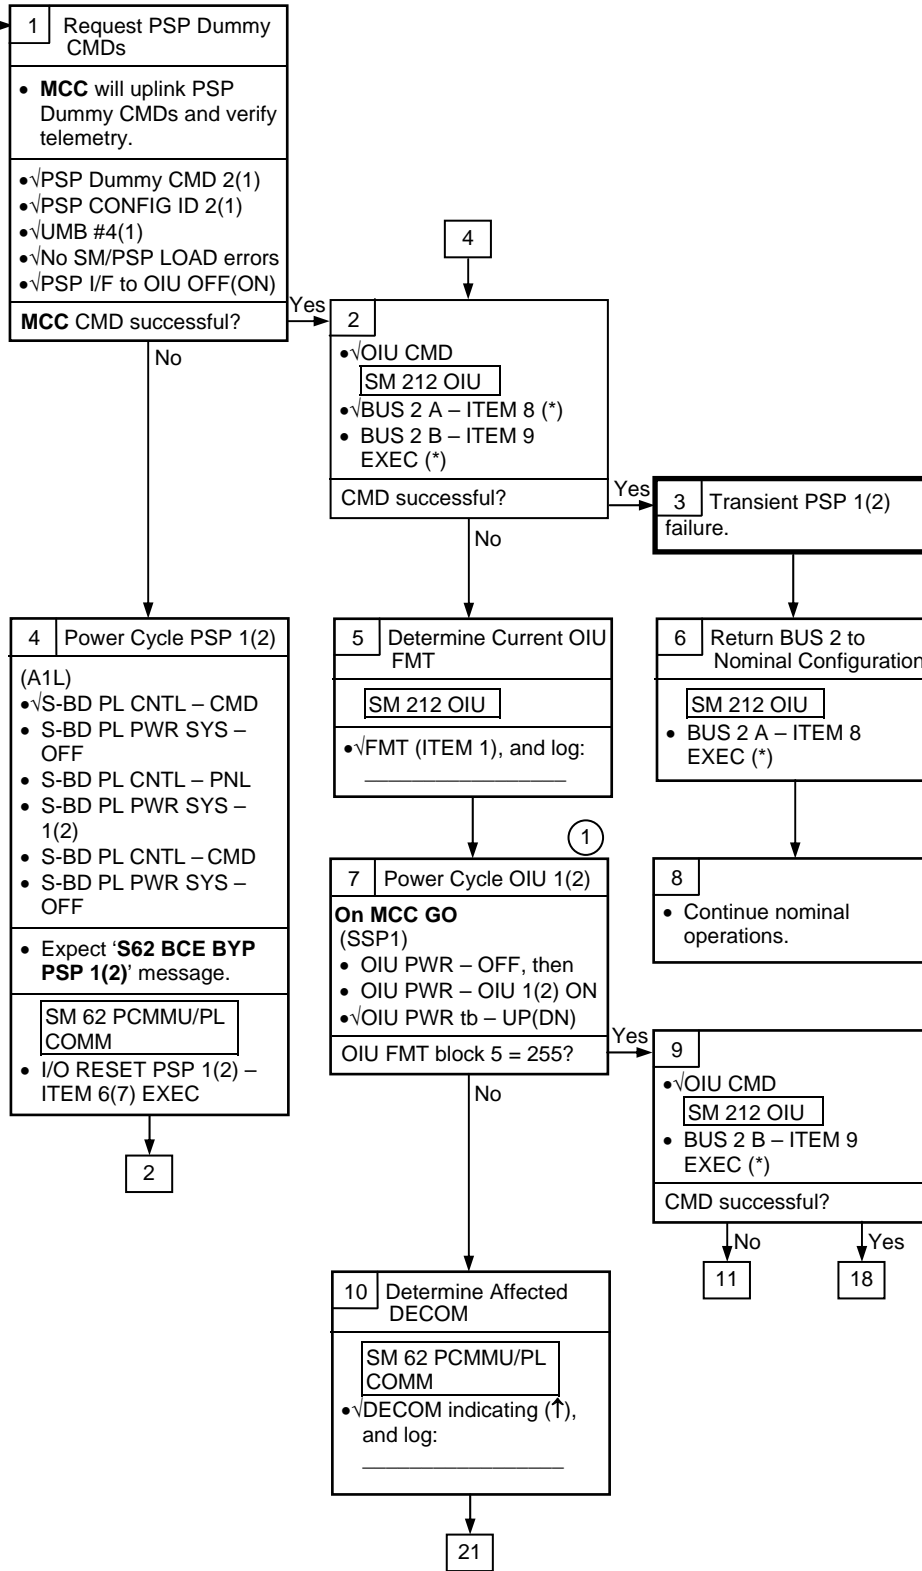 1 Request PSP Dummy
CMDs
• MCC will uplink PSP
Dummy CMDs and verify
telemetry.
•√PSP Dummy CMD 2(1)
•√PSP CONFIG ID 2(1)
•√UMB #4(1)
•√No SM/PSP LOAD errors
•√PSP I/F to OIU OFF(ON)
MCC CMD successful?
Yes
No
4
2
•√OIU CMD
SM 212 OIU
•√BUS 2 A – ITEM 8 (*)
• BUS 2 B – ITEM 9
EXEC (*)
CMD successful?
Yes
No
3 Transient PSP 1(2)
failure.
4 Power Cycle PSP 1(2)
(A1L)
•√S-BD PL CNTL – CMD
• S-BD PL PWR SYS –
OFF
• S-BD PL CNTL – PNL
• S-BD PL PWR SYS –
1(2)
• S-BD PL CNTL – CMD
• S-BD PL PWR SYS –
OFF
• Expect ‘S62 BCE BYP
PSP 1(2)’ message.
SM 62 PCMMU/PL
COMM
• I/O RESET PSP 1(2) –
ITEM 6(7) EXEC
2
5 Determine Current OIU
FMT
SM 212 OIU
•√FMT (ITEM 1), and log:
6 Return BUS 2 to
Nominal Configuration
SM 212 OIU
• BUS 2 A – ITEM 8
EXEC (*)
1
7 Power Cycle OIU 1(2)
On MCC GO
(SSP1)
• OIU PWR – OFF, then
• OIU PWR – OIU 1(2) ON
•√OIU PWR tb – UP(DN)
OIU FMT block 5 = 255?
Yes
No
8
• Continue nominal
operations.
9
•√OIU CMD
SM 212 OIU
• BUS 2 B – ITEM 9
EXEC (*)
CMD successful?
No
Yes
11
18
10 Determine Affected
DECOM
SM 62 PCMMU/PL
COMM
•√DECOM indicating (↑),
and log:
21